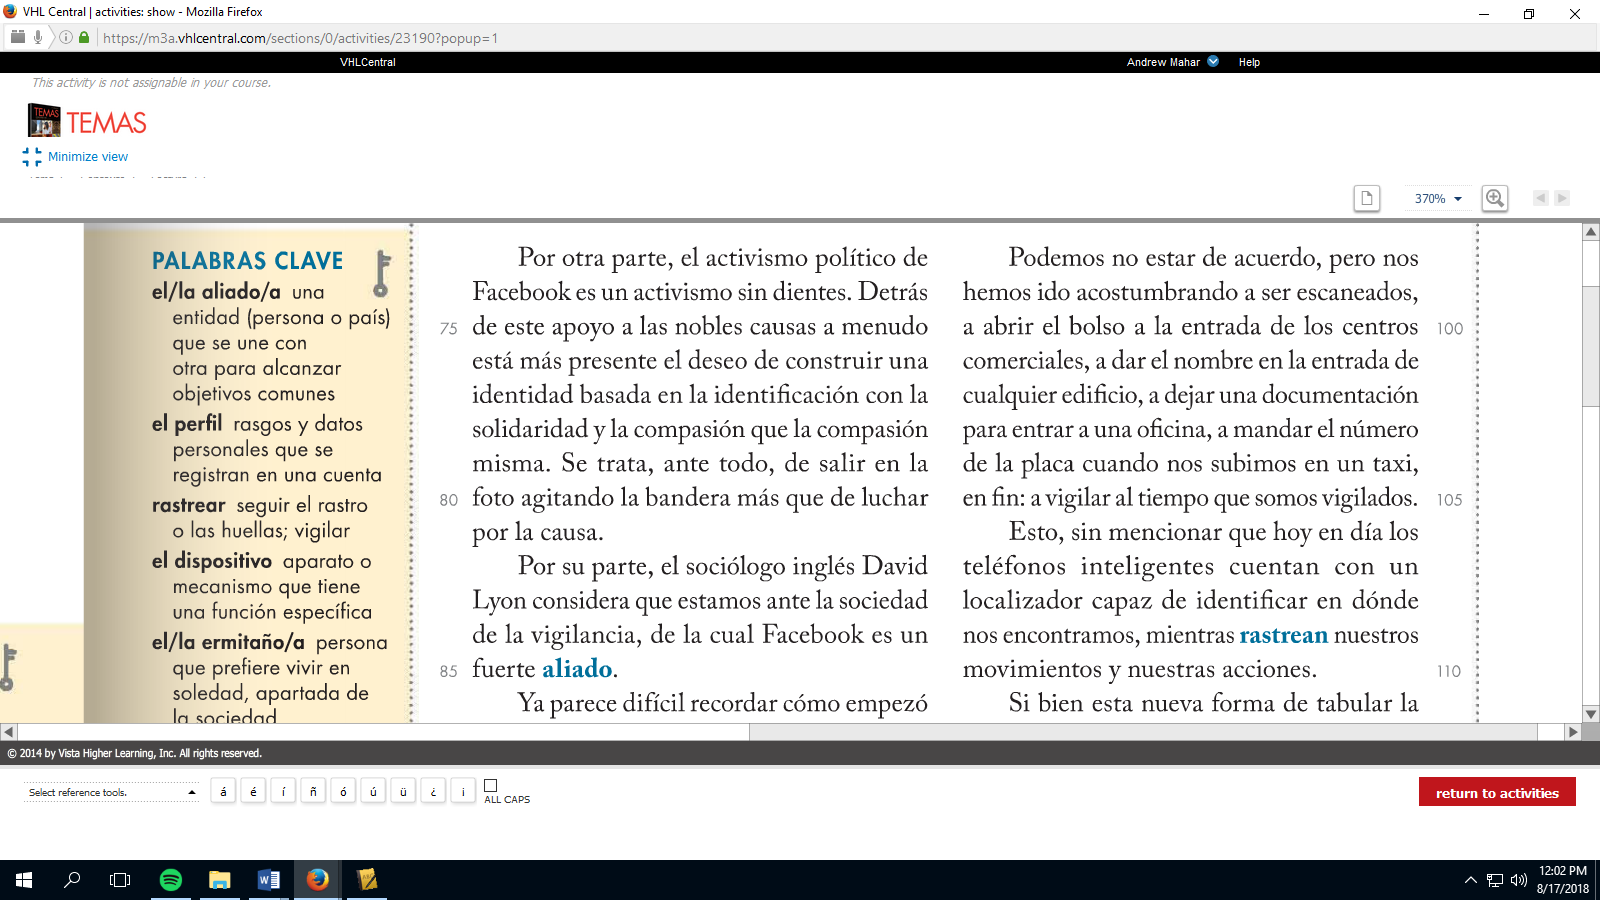 VHL Central | activities: show - Mozilla Firefox
https://m3a.vhlcentral.com/sections/0/activities/23190?popup=1
VHLCentral
Andrew Mahar
Help
This activity is not assignable in your course.
TEMAS
TEMAS
Minimize view
370%
PALABRAS CLAVE
el/la aliado/a una
entidad (persona o país)
que se une con
otra para alcanzar
objetivos comunes
el perfil rasgos y datos
personales que se
registran en una cuenta
rastrear seguir el rastro
o las huellas; vigilar
el dispositivo aparato o
mecanismo que tiene
una función específica
el/la ermitaño/a persona
que prefiere vivir en
soledad, apartada de
la sociedad
Por otra parte, el activismo político de
Facebook es un activismo sin dientes. Detrás
75 de este apoyo a las nobles causas a menudo
está más presente el deseo de construir una
identidad basada en la identificación con la
solidaridad y la compasión que la compasión
misma. Se trata, ante todo, de salir en la
80 foto agitando la bandera más que de luchar
por la causa.
Por su parte, el sociólogo inglés David
Lyon considera que estamos ante la sociedad
de la vigilancia, de la cual Facebook es un
85 fuerte aliado.
Ya parece difícil recordar cómo empezó
Podemos no estar de acuerdo, pero nos
hemos ido acostumbrando a ser escaneados,
a abrir el bolso a la entrada de los centros 100
comerciales, a dar el nombre en la entrada de
cualquier edificio, a dejar una documentación
para entrar a una oficina, a mandar el número
de la placa cuando nos subimos en un taxi,
en fin: a vigilar al tiempo que somos vigilados. 105
Esto, sin mencionar que hoy en día los
teléfonos inteligentes cuentan con un
localizador capaz de identificar en dónde
nos encontramos, mientras rastrean nuestros
movimientos y nuestras acciones. 110
Si bien esta nueva forma de tabular la
© 2014 by Vista Higher Learning, Inc. All rights reserved.
Select reference tools.
á é í ñ ó ú ü ¿ ¡
ALL CAPS
return to activities
12:02 PM
8/17/2018